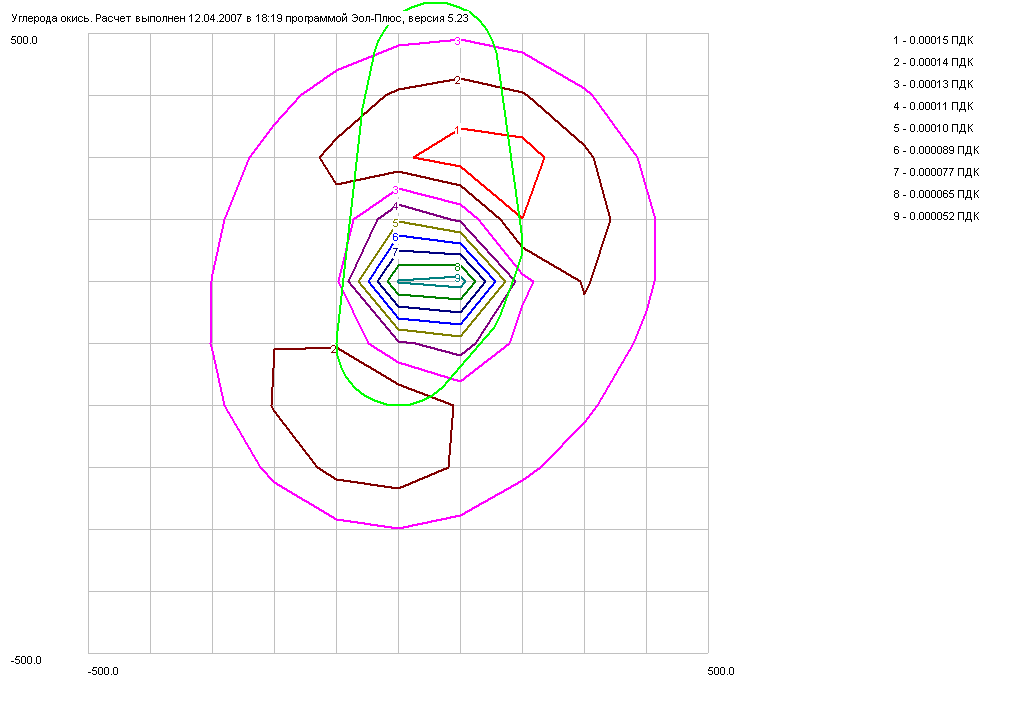 Углерода окись. Расчет выполнен 12.04.2007 в 18:19 программой Эол-Плюс, версия 5.23
500.0
1 - 0.00015 ПДК
2 - 0.00014 ПДК
3 - 0.00013 ПДК
4 - 0.00011 ПДК
5 - 0.00010 ПДК
6 - 0.000089 ПДК
7 - 0.000077 ПДК
8 - 0.000065 ПДК
9 - 0.000052 ПДК
3
2
1
3
4
5
6
7
8
9
2
-500.0
-500.0
500.0